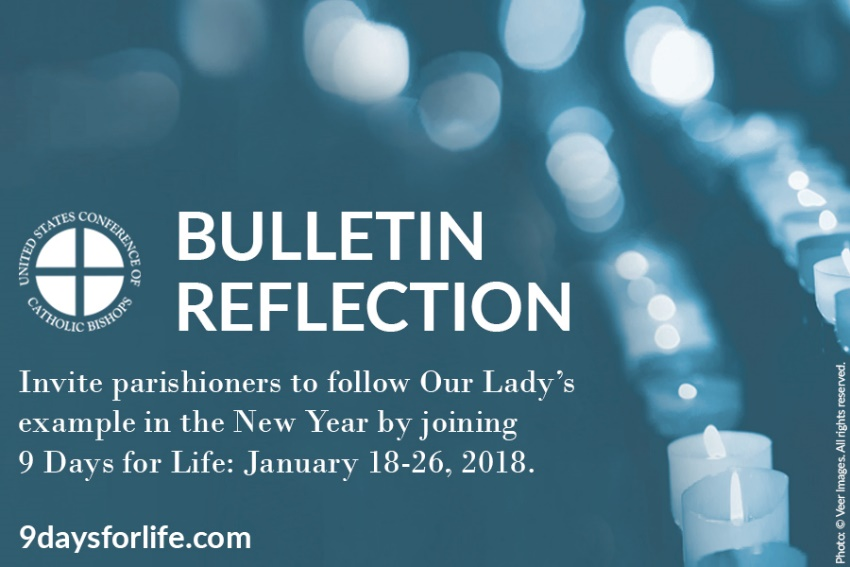 UNITED STATES CONFERENCE OF
CATHOLIC BISHOPS
BULLETIN
REFLECTION
Invite parishioners to follow Our Lady's
example in the New Year by joining
9 Days for Life: January 18-26, 2018.
9daysforlife.com
Photo: © Veer Images. All rights reserved.